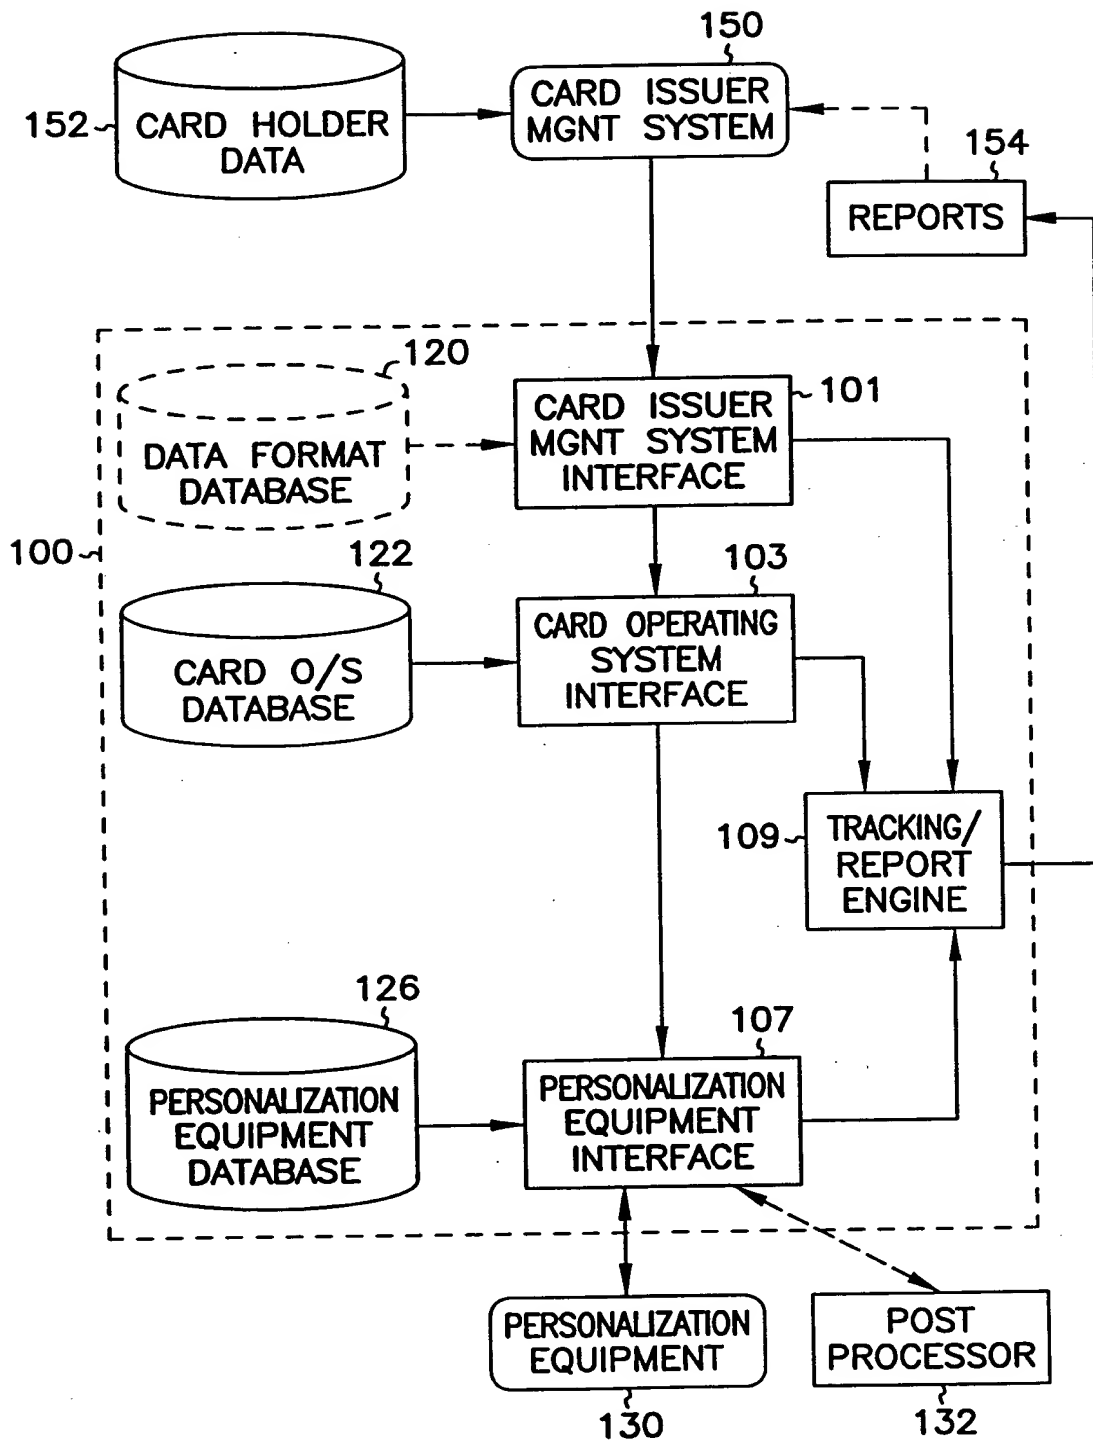 150
152
CARD HOLDER
DATA
CARD ISSUER
MGNT SYSTEM
154
REPORTS
120
DATA FORMAT
DATABASE
CARD ISSUER
MGNT SYSTEM
INTERFACE
101
100
122
CARD O/S
DATABASE
103
CARD OPERATING
SYSTEM
INTERFACE
109
TRACKING/
REPORT
ENGINE
126
PERSONALIZATION
EQUIPMENT
DATABASE
107
PERSONALIZATION
EQUIPMENT
INTERFACE
PERSONALIZATION
EQUIPMENT
130
POST
PROCESSOR
132